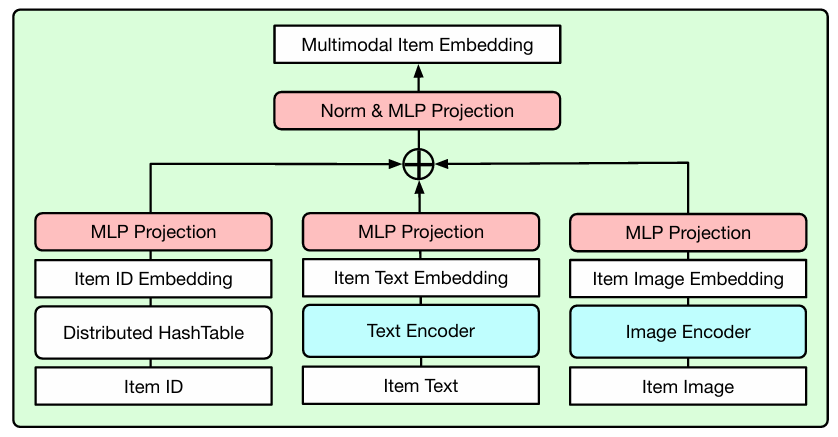 Multimodal Item Embedding
Norm & MLP Projection
MLP Projection
MLP Projection
MLP Projection
Item ID Embedding
Item Text Embedding
Item Image Embedding
Distributed HashTable
Text Encoder
Image Encoder
Item ID
Item Text
Item Image